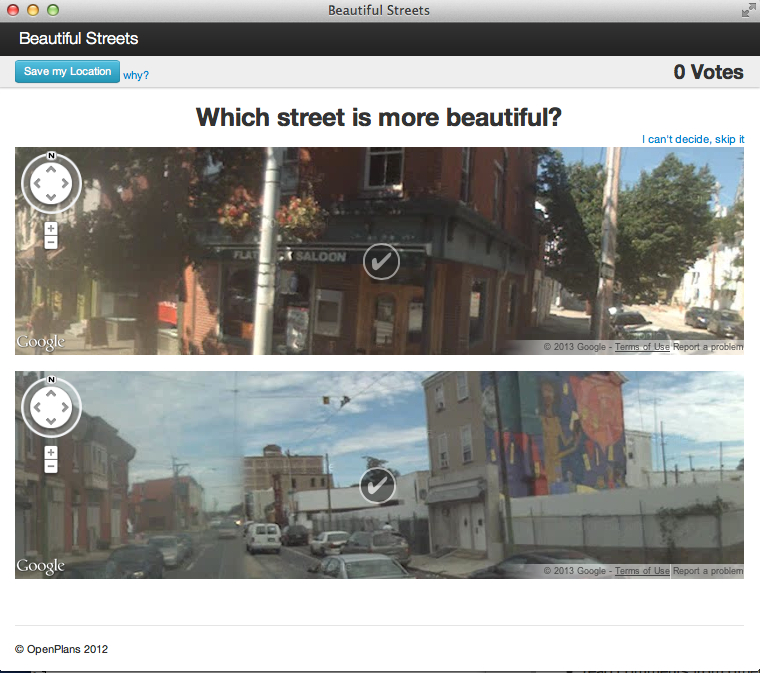 Beautiful Streets
Beautiful Streets
Save my Location why?
0 Votes
Which street is more beautiful?
I can't decide, skip it
N
SALOON
Google
© 2013 Google - Terms of Use Report a problem
N
Google
© 2013 Google - Terms of Use Report a problem
© OpenPlans 2012